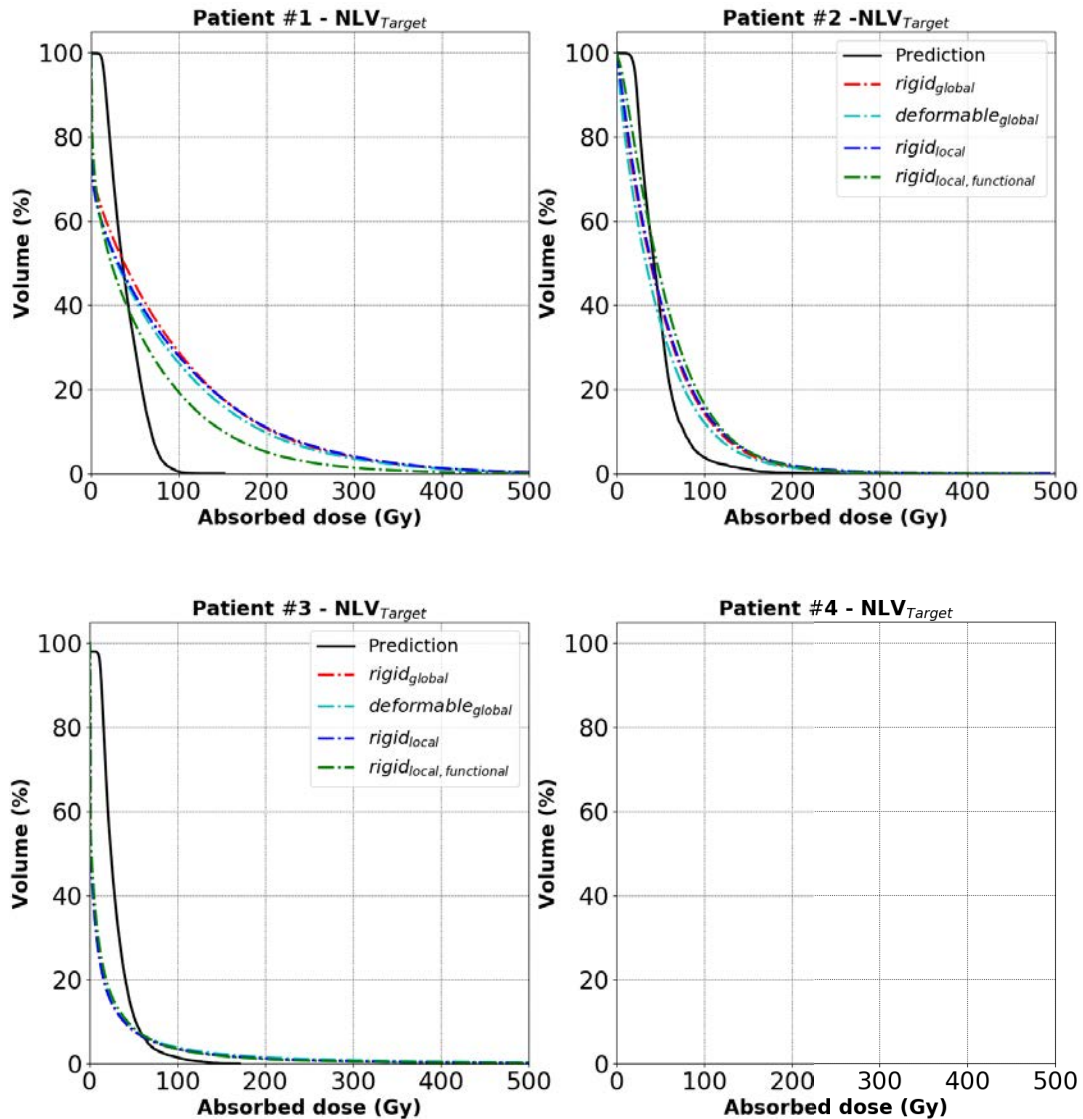 Patient #1 - NLV_Target
100
80
60
40
20
0
Volume (%)
0 100 200 300 400 500
Absorbed dose (Gy)
Patient #2 -NLV_Target
Prediction
rigid_global
deformable_global
rigid_local
rigid_local, functional
100
80
60
40
20
0
Volume (%)
0 100 200 300 400 500
Absorbed dose (Gy)
Patient #3 - NLV_Target
Prediction
rigid_global
deformable_global
rigid_local
rigid_local, functional
100
80
60
40
20
0
Volume (%)
0 100 200 300 400 500
Absorbed dose (Gy)
Patient #4 - NLV_Target
100
80
60
40
20
0
Volume (%)
0 100 200 300 400 500
Absorbed dose (Gy)